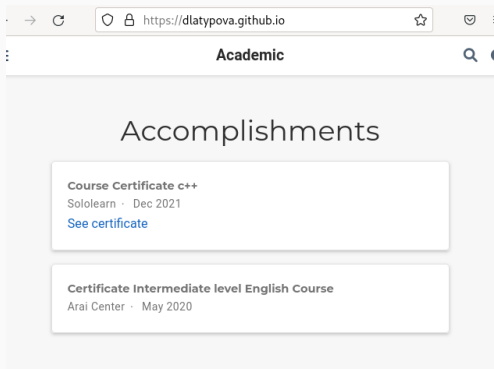 https://dlatypova.github.io
Academic
Accomplishments
Course Certificate c++
Sololearn · Dec 2021
See certificate
Certificate Intermediate level English Course
Arai Center · May 2020